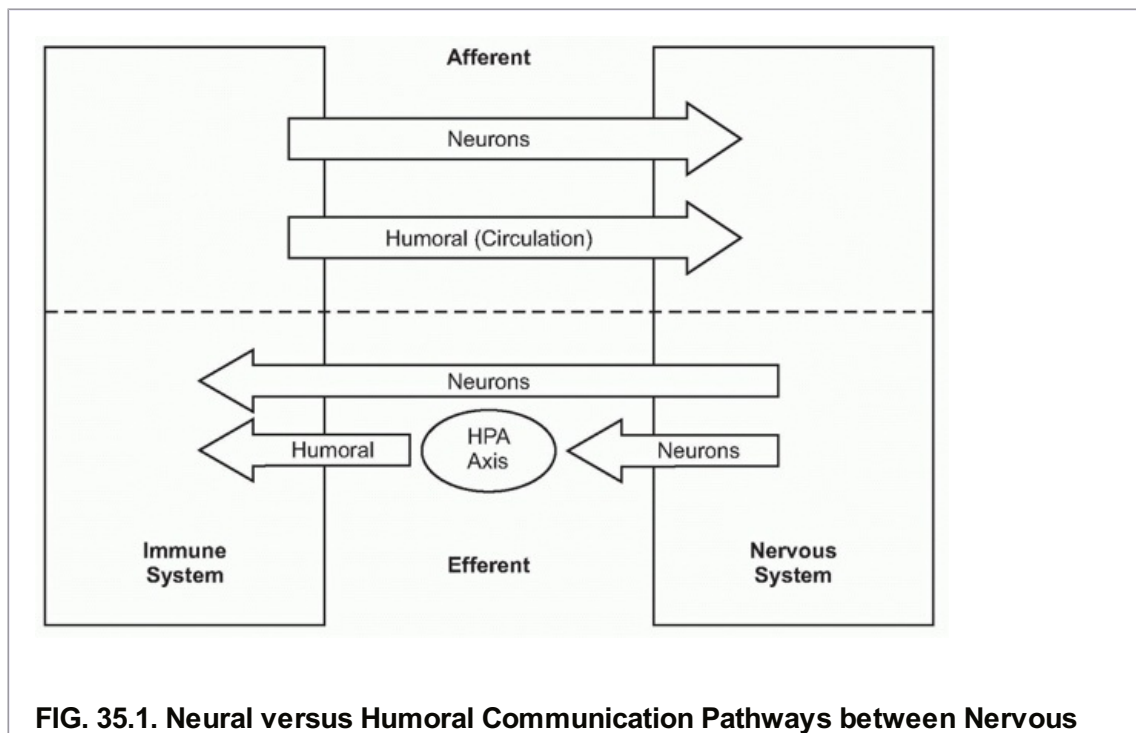 Afferent
Neurons
Humoral (Circulation)
Neurons
HPA
Axis
Humoral
Neurons
Immune
System
Efferent
Nervous
System
FIG. 35.1. Neural versus Humoral Communication Pathways between Nervous